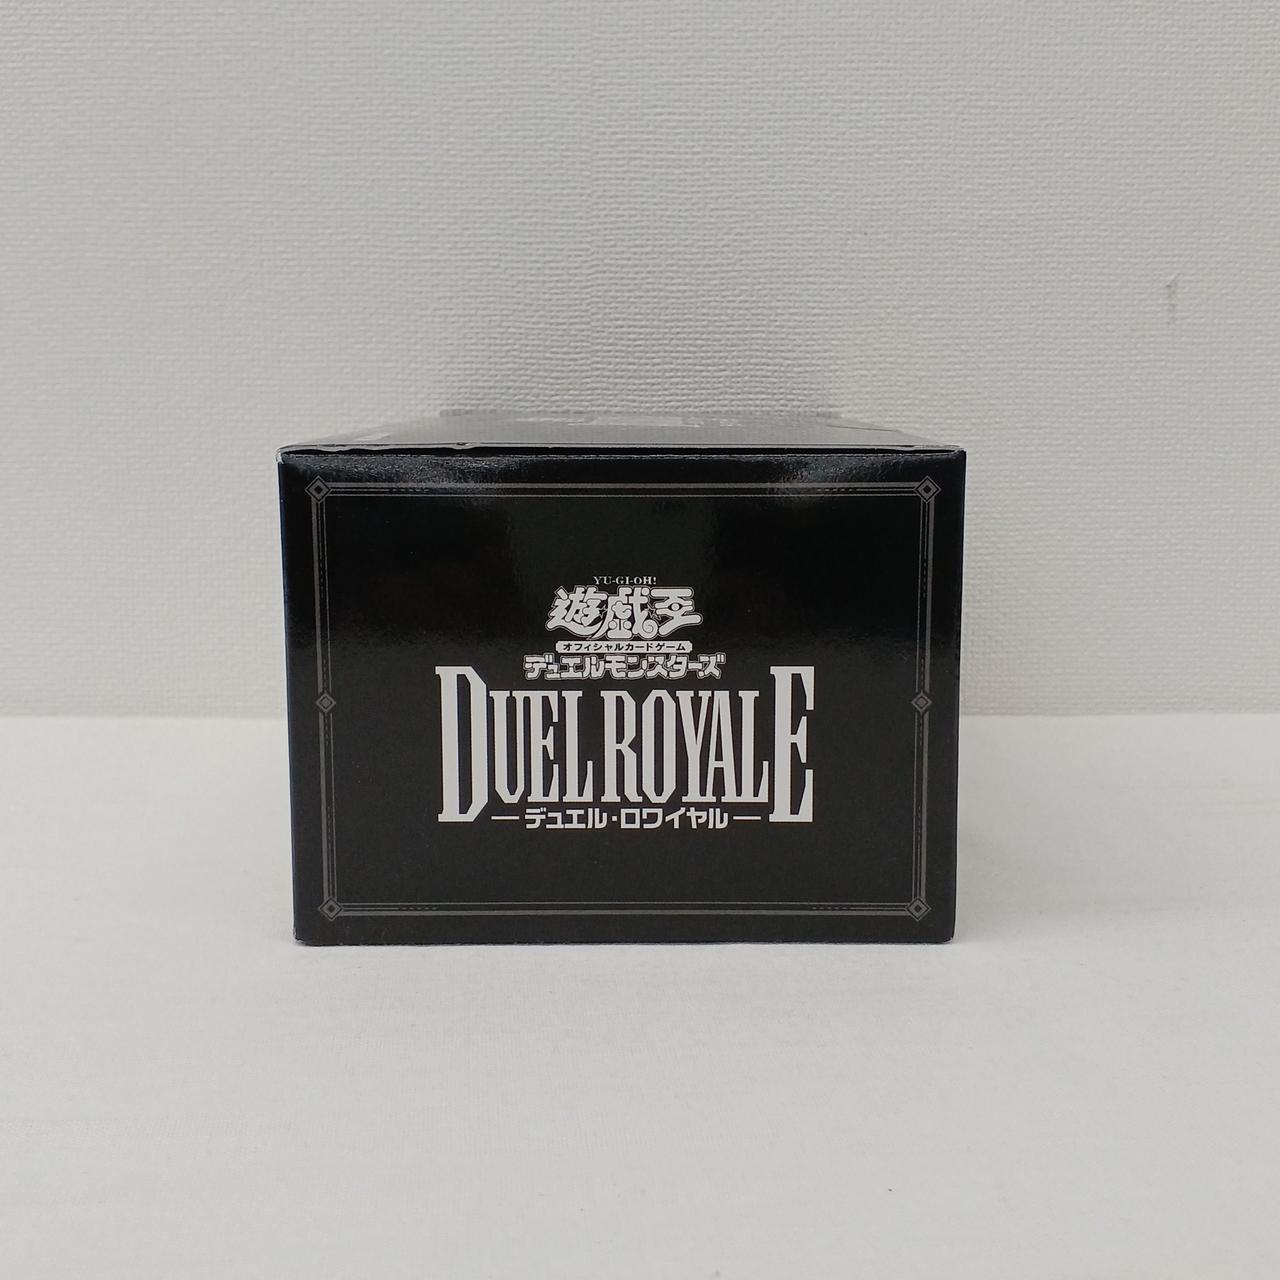 YU-GI-OH!
遊戯王
オフィシャルカードゲーム
デュエルモンスターズ
DUEL ROYALE
ーデュエル・ロワイヤルー